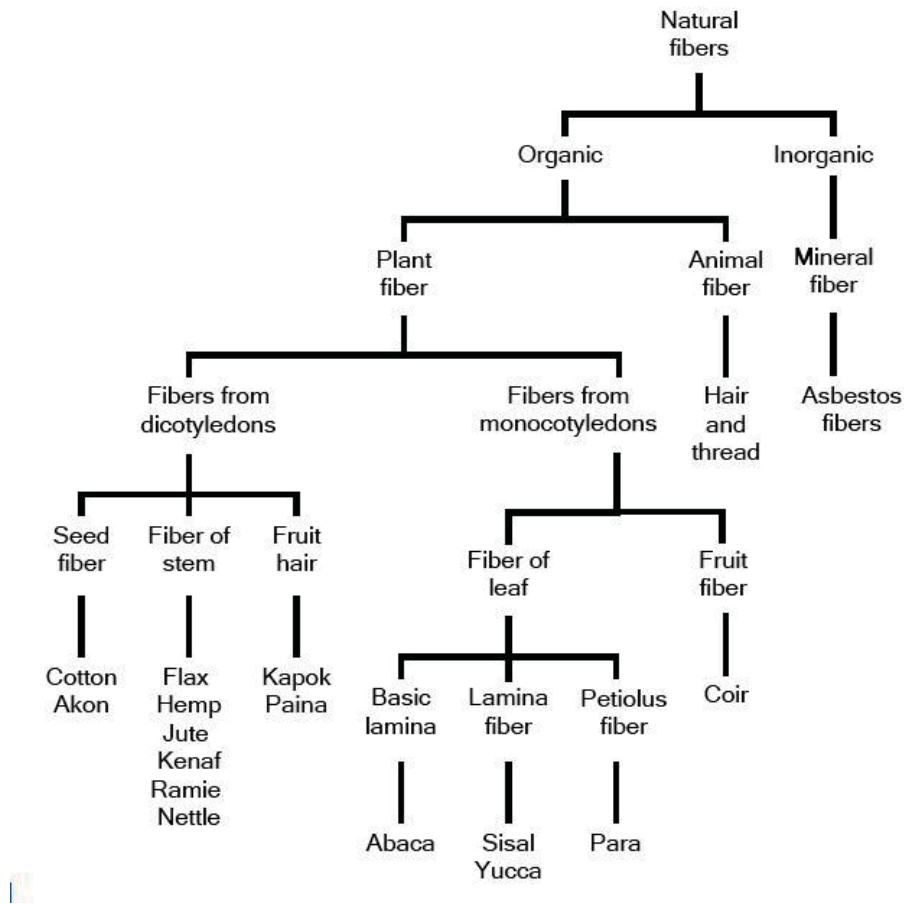 Natural
fibers
Organic
Inorganic
Plant
fiber
Animal
fiber
Mineral
fiber
Fibers from
dicotyledons
Fibers from
monocotyledons
Hair
and
thread
Asbestos
fibers
Seed
fiber
Fiber of
stem
Fruit
hair
Fiber of
leaf
Fruit
fiber
Cotton
Akon
Flax
Hemp
Jute
Kenaf
Ramie
Nettle
Kapok
Paina
Basic
lamina
Lamina
fiber
Petiolus
fiber
Coir
Abaca
Sisal
Yucca
Para